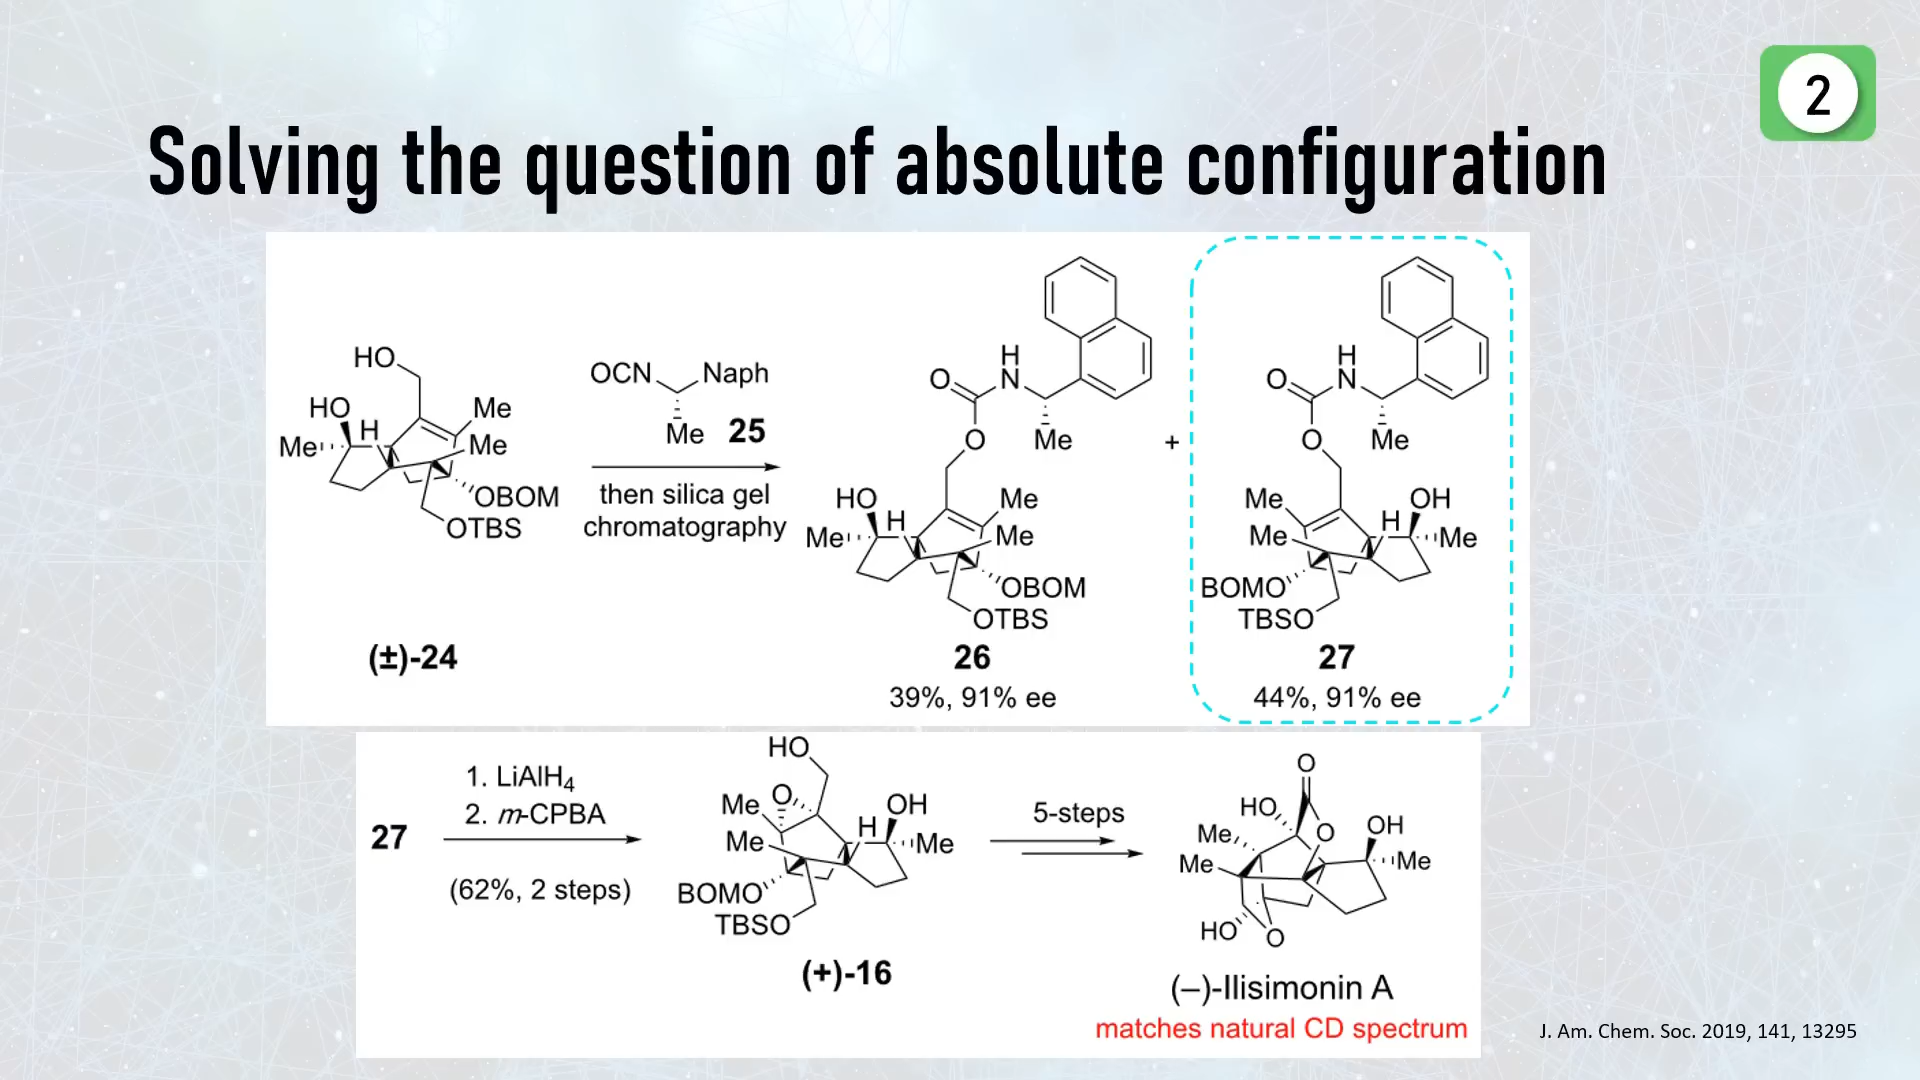 2
Solving the question of absolute configuration
HO
HO
H
Me
Me
Me
OBOM
OTBS
(±)-24
OCN
Naph
Me 25
then silica gel
chromatography
O
H
N
O
Me
HO
H
Me
Me
Me
OBOM
OTBS
26
39%, 91% ee
+
O
H
N
O
Me
Me
Me
H
OH
Me
BOMO
TBSO
27
44%, 91% ee
27
1. LiAlH4
2. m-CPBA
(62%, 2 steps)
HO
O
Me
Me
H
OH
Me
BOMO
TBSO
(+)-16
5-steps
O
HO
O
OH
Me
Me
Me
HO
O
(–)-Ilisimonin A
matches natural CD spectrum
J. Am. Chem. Soc. 2019, 141, 13295